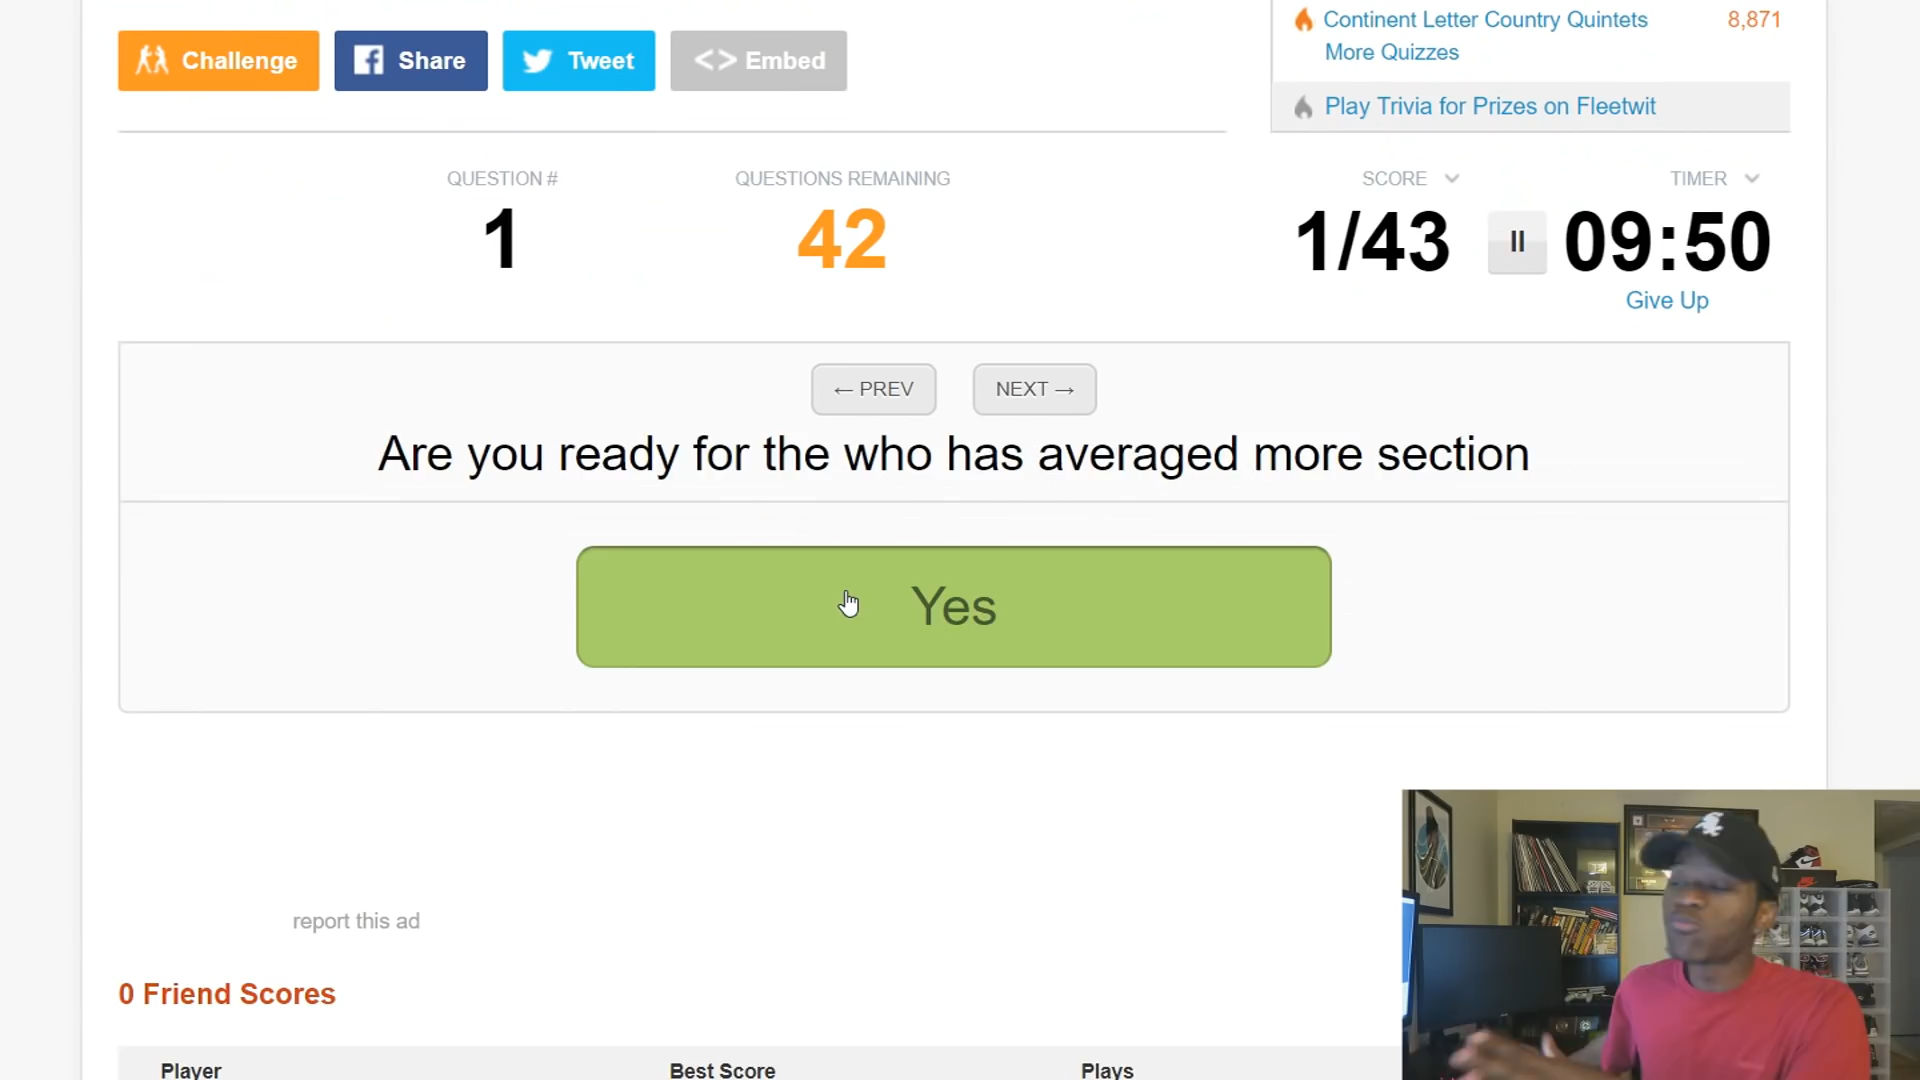 Challenge
Share
Tweet
<> Embed
Continent Letter Country Quintets 8,871
More Quizzes
Play Trivia for Prizes on Fleetwit
QUESTION #
1
QUESTIONS REMAINING
42
SCORE
1/43
TIMER
09:50
Give Up
← PREV
NEXT →
Are you ready for the who has averaged more section
Yes
report this ad
0 Friend Scores
Player Best Score Plays